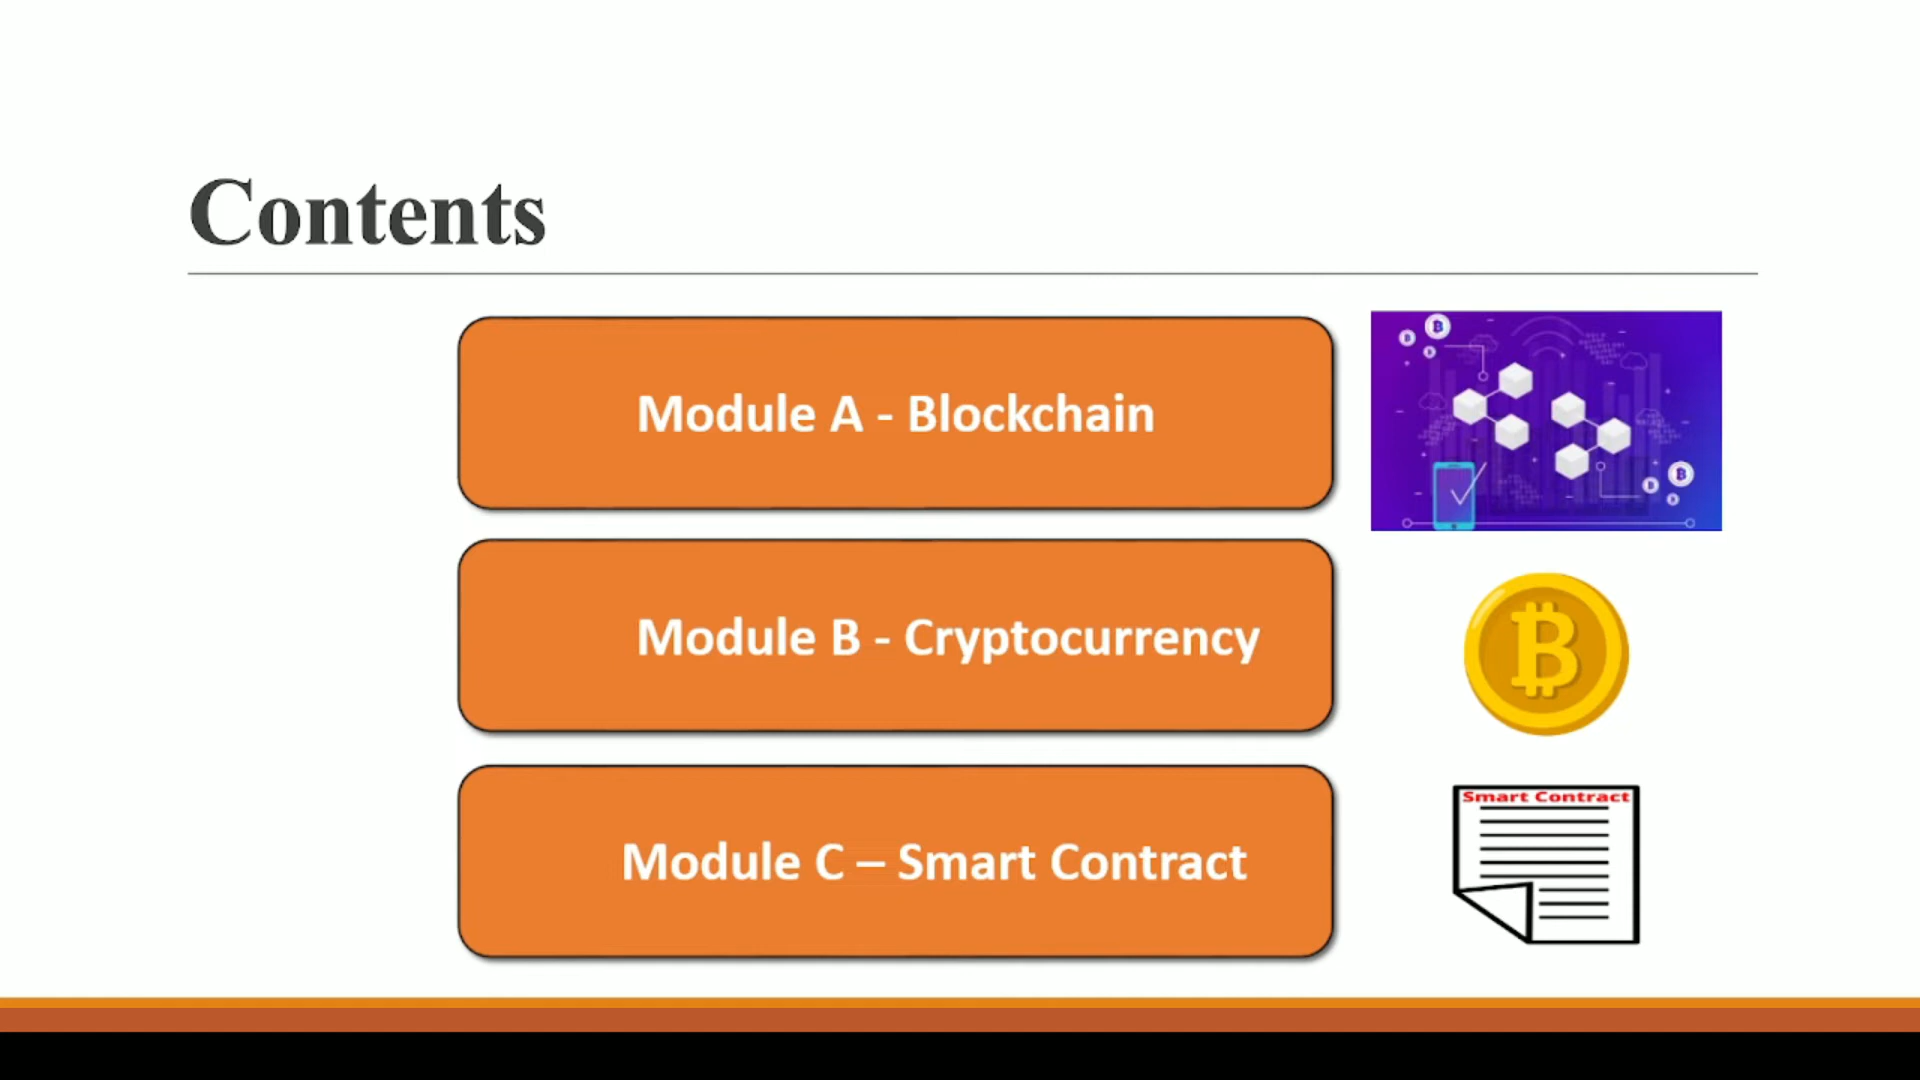 Contents
Module A - Blockchain
Module B - Cryptocurrency
Module C – Smart Contract
Smart Contract